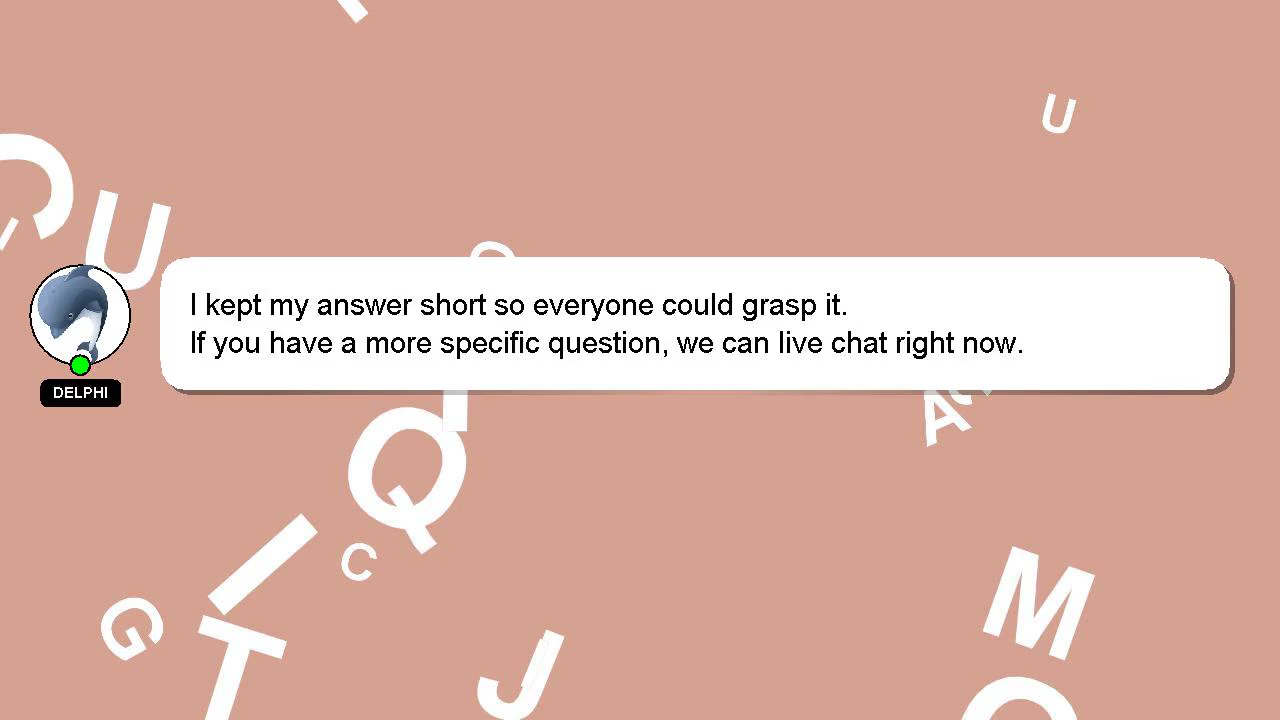 U
U
I kept my answer short so everyone could grasp it.
If you have a more specific question, we can live chat right now.
DELPHI
A
Q
I
C
G
T
J
M